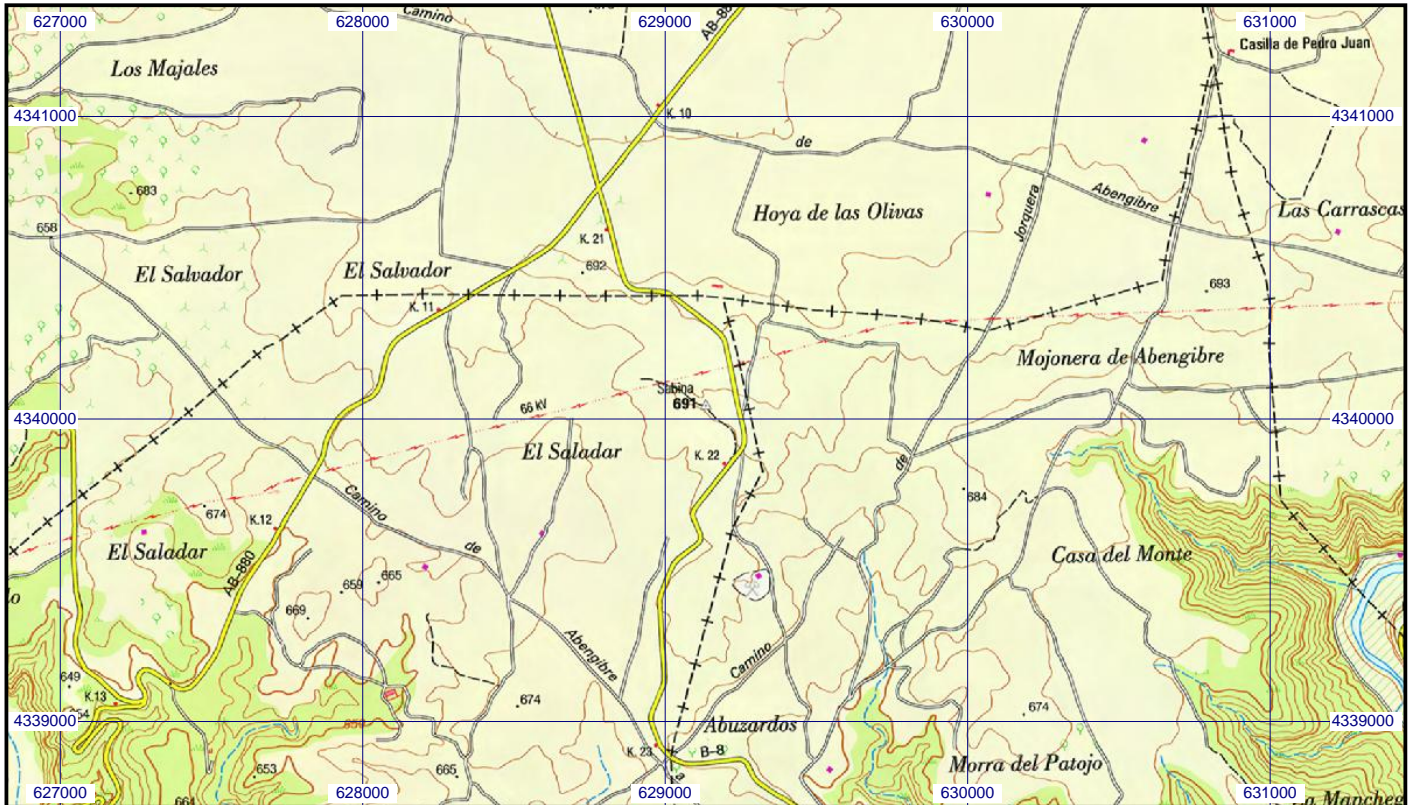 627000
628000
629000
630000
631000
Camino
AB-88
Casilla de Pedro Juan
Los Majales
4341000
K. 10
4341000
de
683
Jorquera
Abengibre
Hoya de las Olivas
Las Carrascas
658
K. 21
El Salvador
El Salvador
692
693
K. 11
Mojonera de Abengibre
Sabina
691
66 KV
4340000
4340000
El Saladar
K. 22
de
Camino
684
674
K.12
El Saladar
de
Casa del Monte
AB-880
659
665
lo
669
Abengibre
Camino
649
K.13
674
674
54
4339000
Abuzardos
4339000
K. 23
B-8
Morra del Patojo
653
665
664
627000
628000
629000
630000
631000
a Mancheg